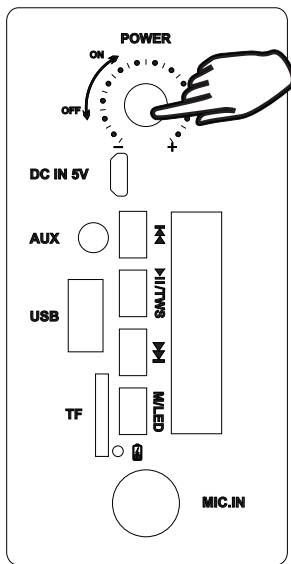 POWER
ON
OFF
− +
DC IN 5V
AUX
⏮
▶II/TWS
USB
⏭
M/LED
TF
MIC.IN